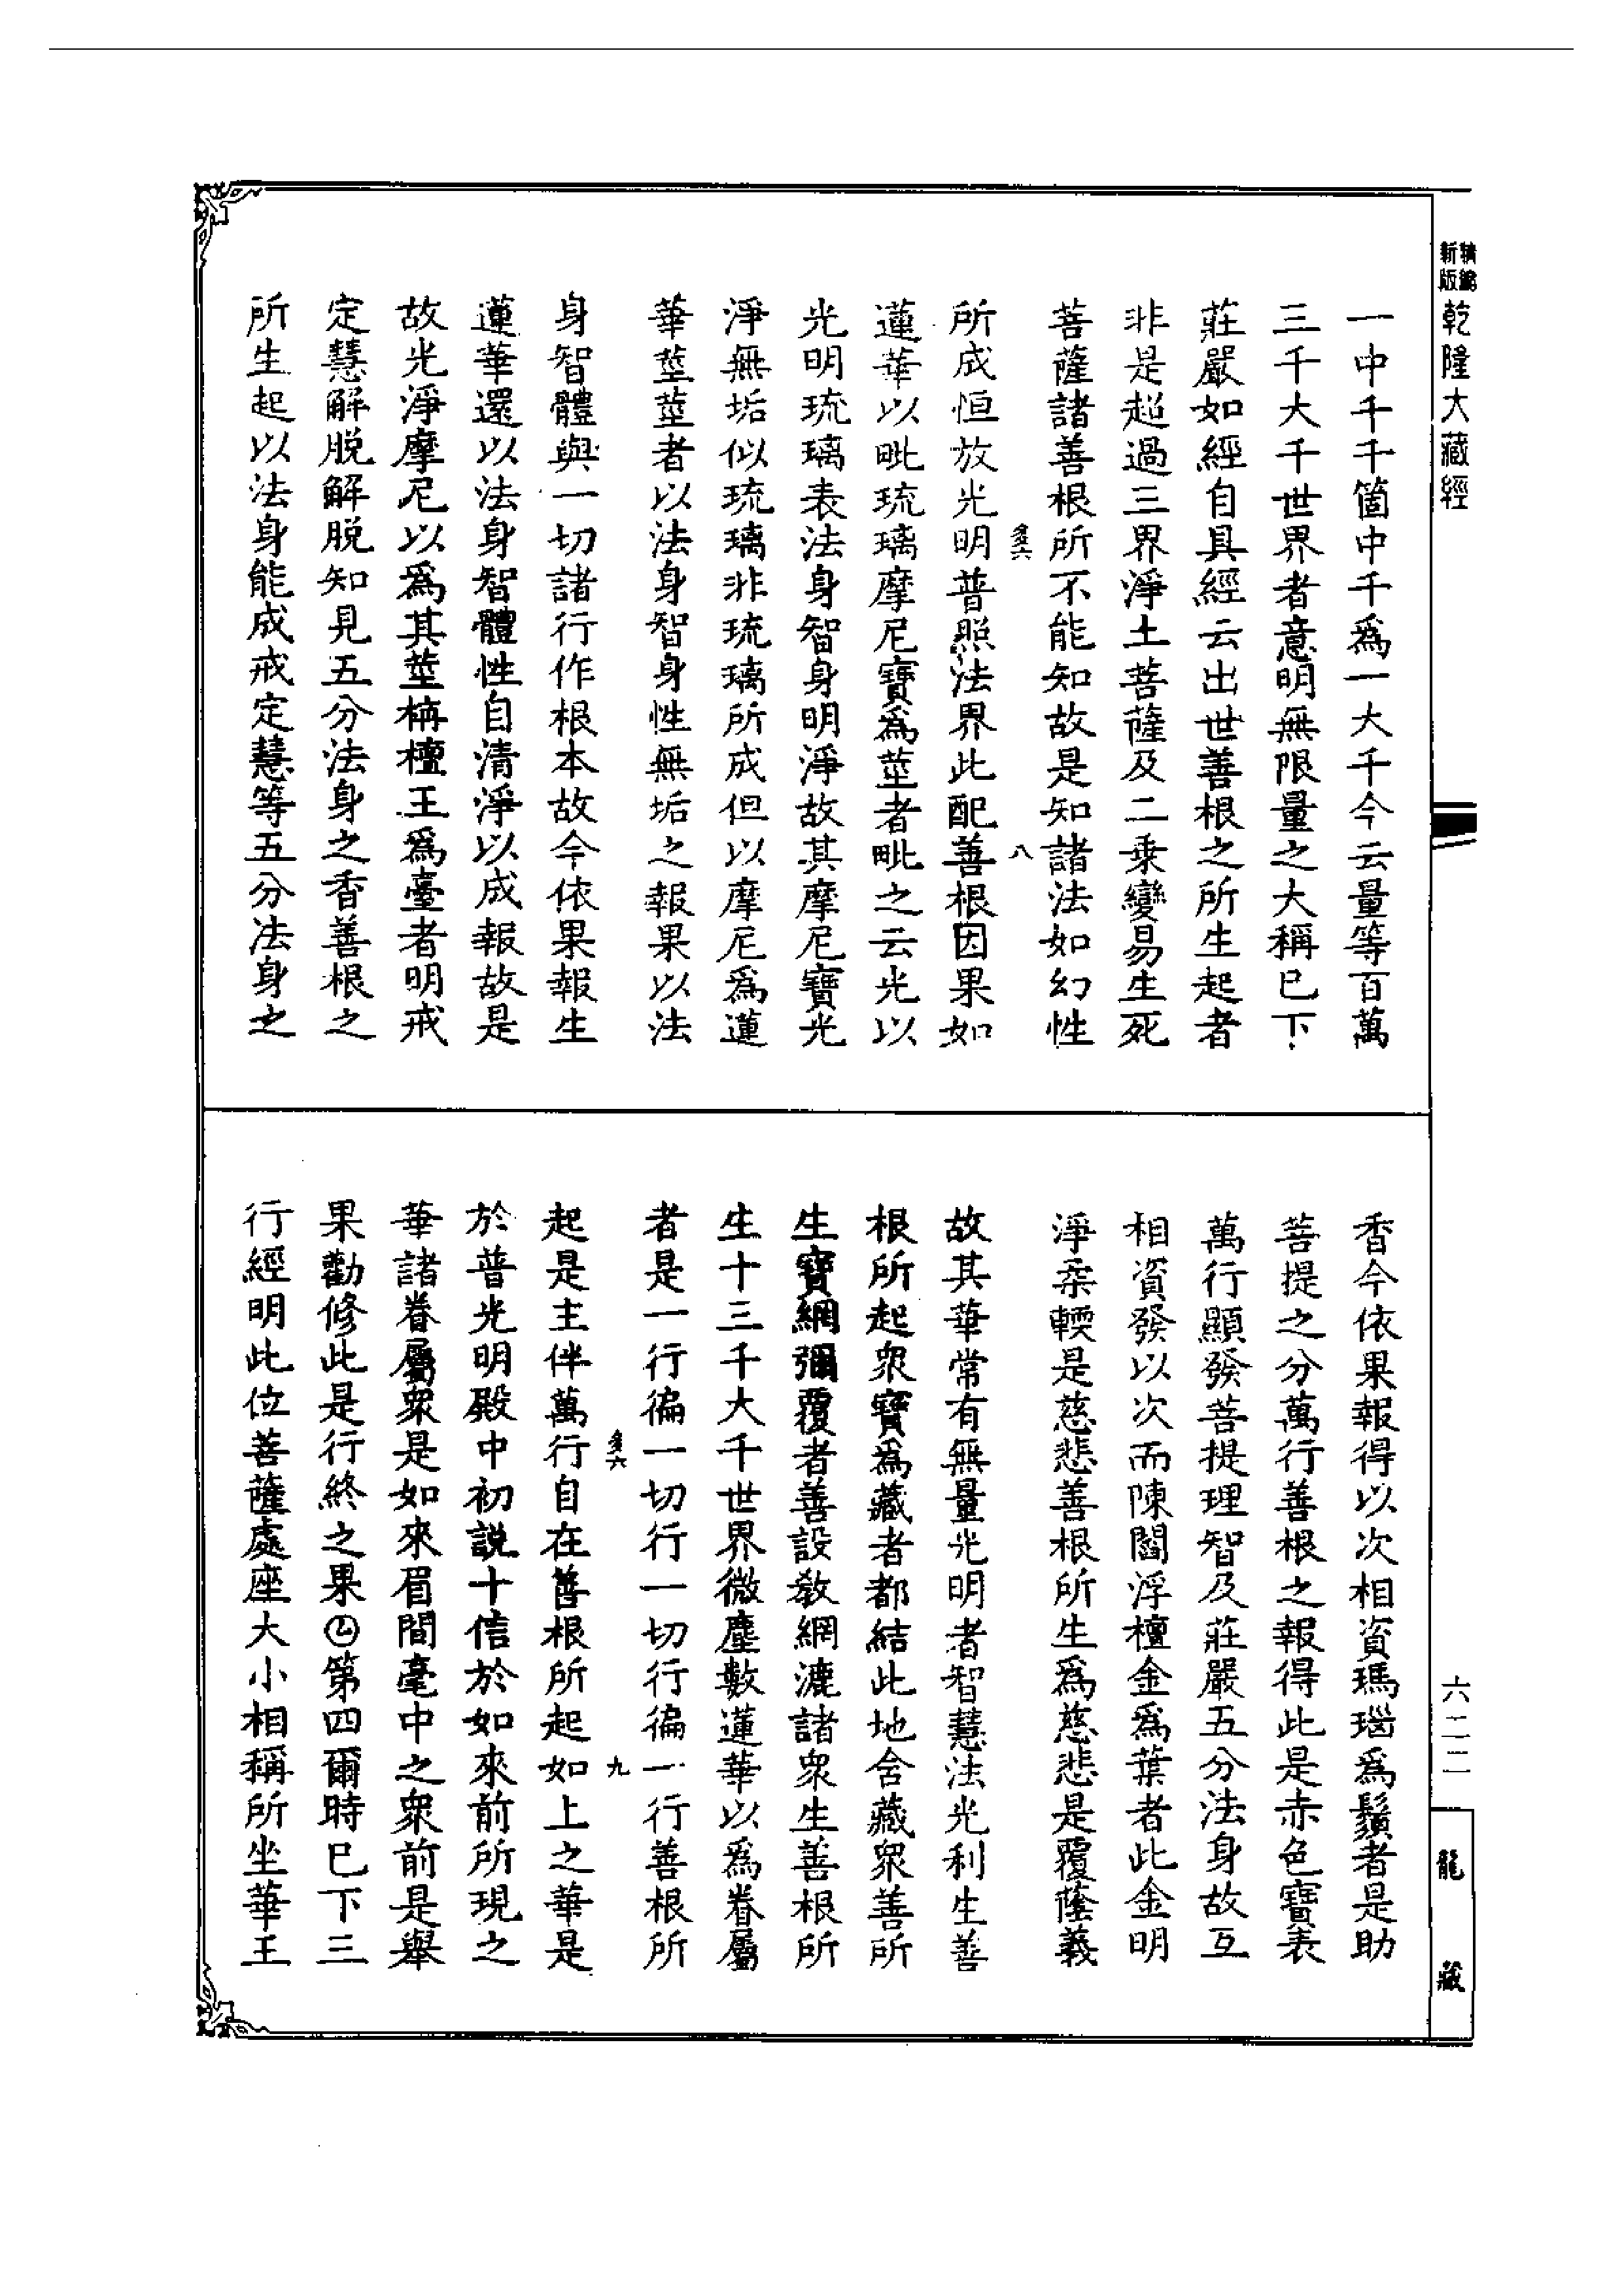 新編
精版
乾隆大藏經
一中千千箇中千爲一大千今云量等百萬
三千大千世界者意明無限量之大稱已下
莊嚴如經自具經云出世善根之所生起者
非是超過三界淨土菩薩及二乘變易生死
菩薩諸善根所不能知故是知諸法如幻性
八
所成恒放光明普照法界此配善根因果如
蓮華以毗琉璃摩尼寶爲莖者毗之云光以
光明琉璃表法身智身明淨故其摩尼寶光
淨無垢似琉璃非琉璃所成但以摩尼爲蓮
華莖莖者以法身智身性無垢之報果以法
身智體與一切諸行作根本故今依果報生
蓮華還以法身智體性自清淨以成報故是
故光淨摩尼以爲其莖栴檀王爲臺者明戒
定慧解脫解脫知見五分法身之香善根之
所生起以法身能成戒定慧等五分法身之
香今依果報得以次相資瑪瑙爲鬚者是助
菩提之分萬行善根之報得此是赤色寶表
萬行顯發菩提理智及莊嚴五分法身故互
相資發以次而陳閻浮檀金爲葉者此金明
淨柔輭是慈悲善根所生爲慈悲是覆蔭義
故其華常有無量光明者智慧法光利生善
根所起衆寶爲藏者都結此地含藏衆善所
生寶網彌覆者善設教網漉諸衆生善根所
生十三千大千世界微塵數蓮華以爲眷屬
者是一行徧一切行一切行徧一行善根所
九
起是主伴萬行自在善根所起如上之華是
於普光明殿中初説十信於如來前所現之
華諸眷屬衆是如來眉間毫中之衆前是舉
果勸修此是行終之果㊁第四爾時已下三
行經明此位菩薩處座大小相稱所坐華王
六二二
龍藏